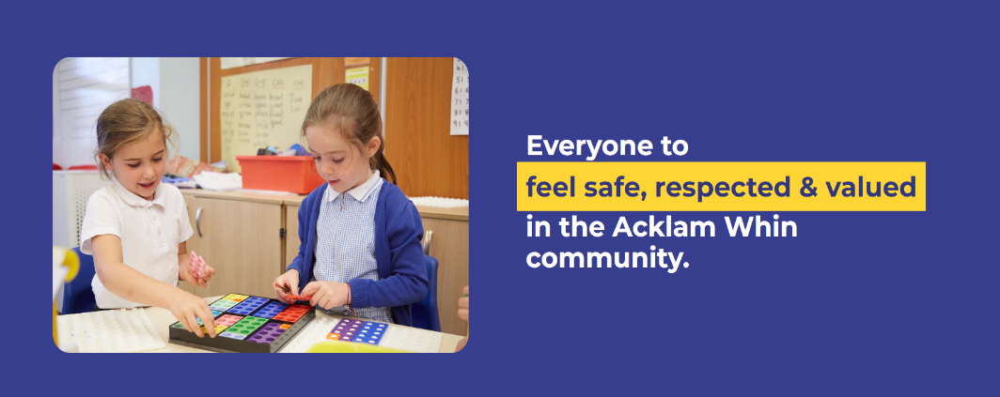 Everyone to
feel safe, respected & valued
in the Acklam Whin
community.